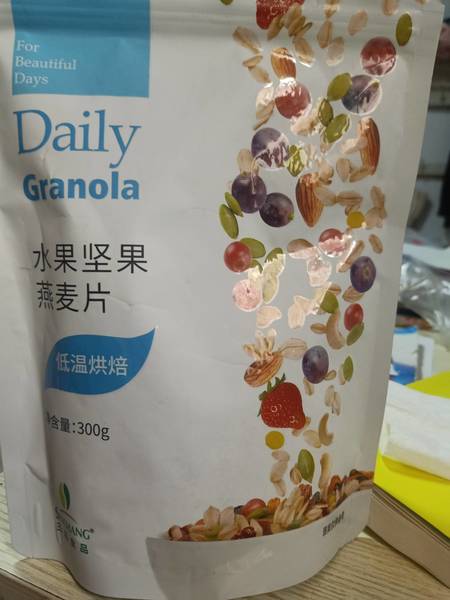 For
Beautiful
Days
Daily
Granola
水果坚果
燕麦片
低温烘焙
含量:300g